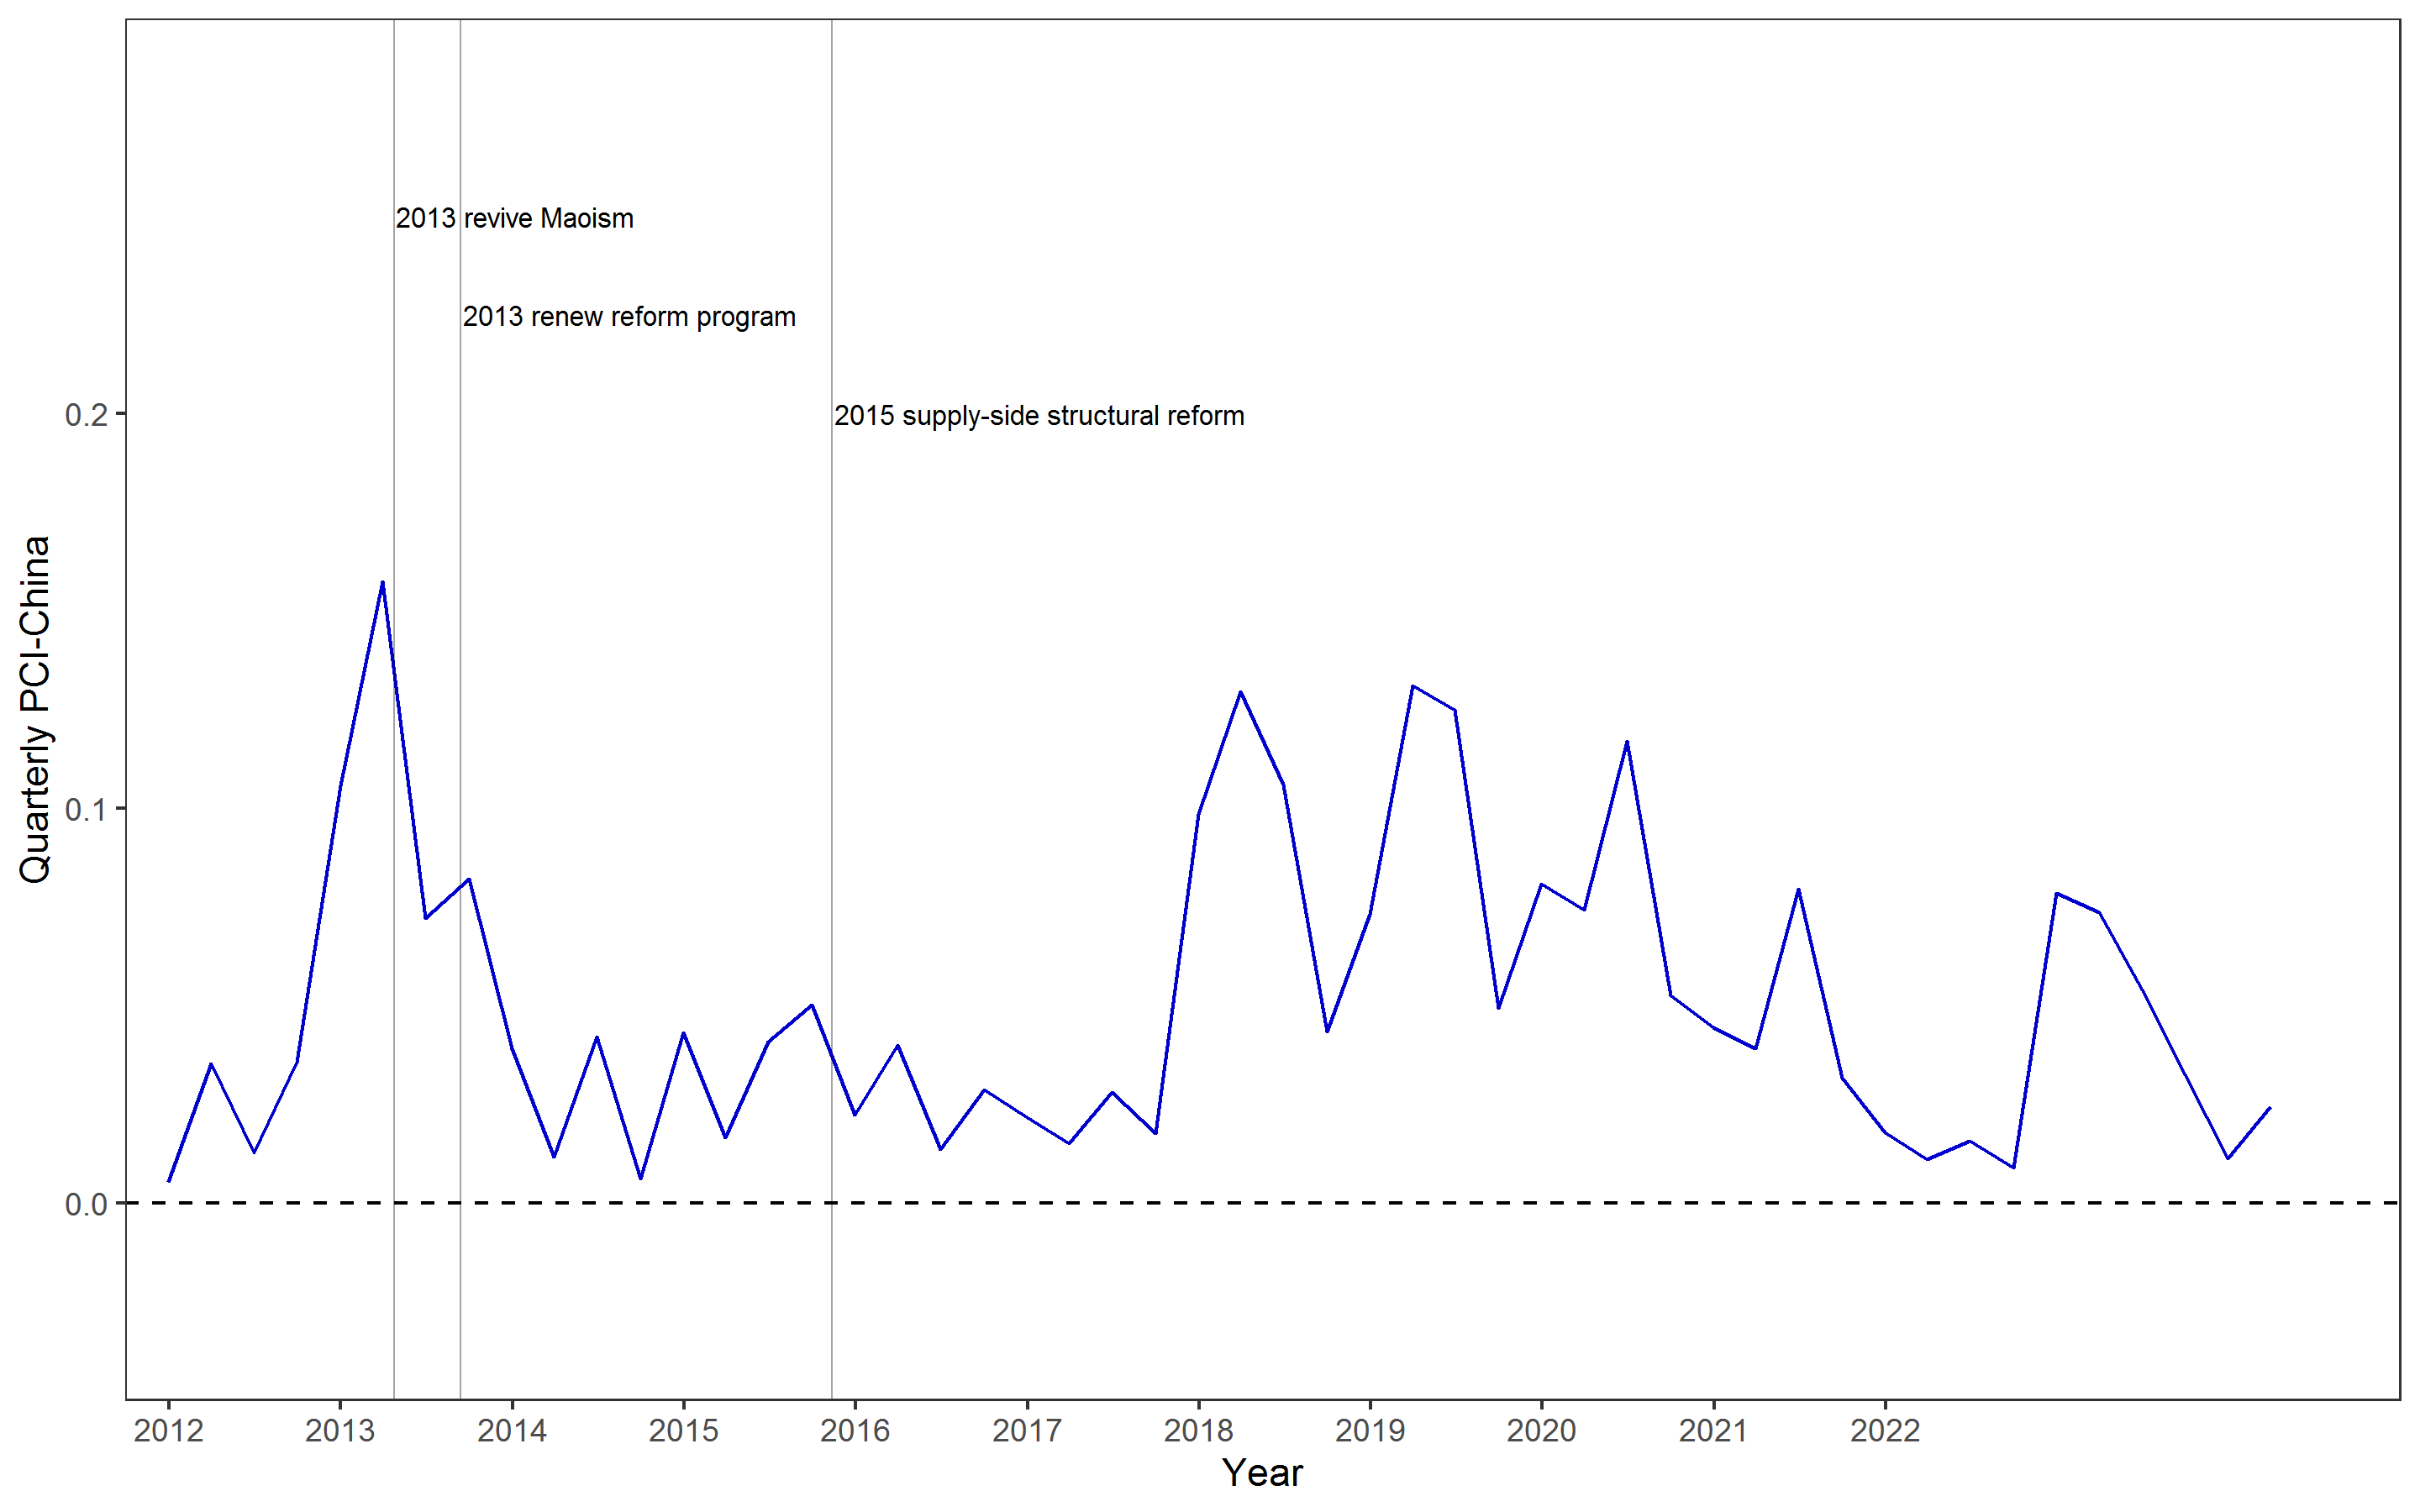 2013 revive Maoism
2013 renew reform program
2015 supply-side structural reform
Quarterly PCI-China
0.2
0.1
0.0
2012 2013 2014 2015 2016 2017 2018 2019 2020 2021 2022
Year